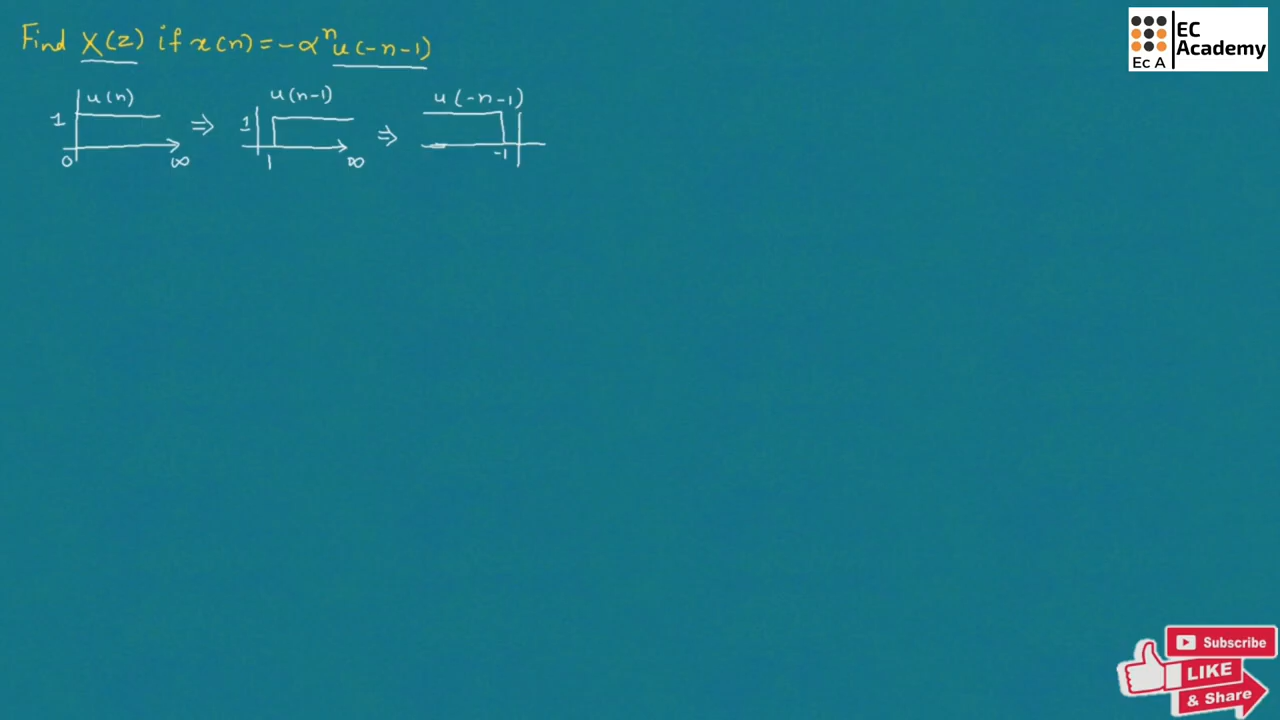 Find X(z) if x(n) = -α^n u(-n-1)
u(n) u(n-1) u(-n-1)
1 ⇒ 1 ⇒
0 ∞ 1 ∞ -1
EC
Academy
Ec A
Subscribe
LIKE
& Share